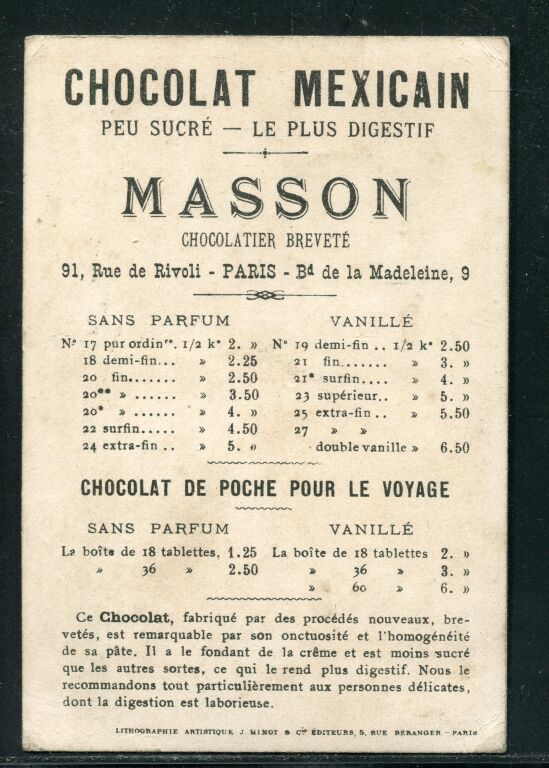 CHOCOLAT MEXICAIN
PEU SUCRÉ — LE PLUS DIGESTIF
MASSON
CHOCOLATIER BREVETÉ
91, Rue de Rivoli - PARIS - Bd de la Madeleine, 9
SANS PARFUM
Nº 17 pur ordinre. 1/2 kº 2. »
18 demi-fin... » 2.25
20 fin....... » 2.50
20** » ...... » 3.50
20* » ...... » 4. »
22 surfin..... » 4.50
24 extra-fin .. » 5. »
VANILLÉ
Nº 19 demi-fin .. 1/2 kº 2.50
21 fin....... » 3. »
21* surfin.... » 4. »
23 supérieur.. » 5. »
25 extra-fin .. » 5.50
27 » »
double vanille » 6.50
CHOCOLAT DE POCHE POUR LE VOYAGE
SANS PARFUM
La boîte de 18 tablettes, 1.25
» 36 » 2.50
VANILLÉ
La boîte de 18 tablettes 2. »
» 36 » 3. »
» 60 » 6. »
Ce Chocolat, fabriqué par des procédés nouveaux, bre-
vetés, est remarquable par son onctuosité et l'homogénéité
de sa pâte. Il a le fondant de la crême et est moins sucré
que les autres sortes, ce qui le rend plus digestif. Nous le
recommandons tout particulièrement aux personnes délicates,
dont la digestion est laborieuse.
LITHOGRAPHIE ARTISTIQUE J. MINOT & Cie ÉDITEURS, 5, RUE BÉRANGER — PARIS